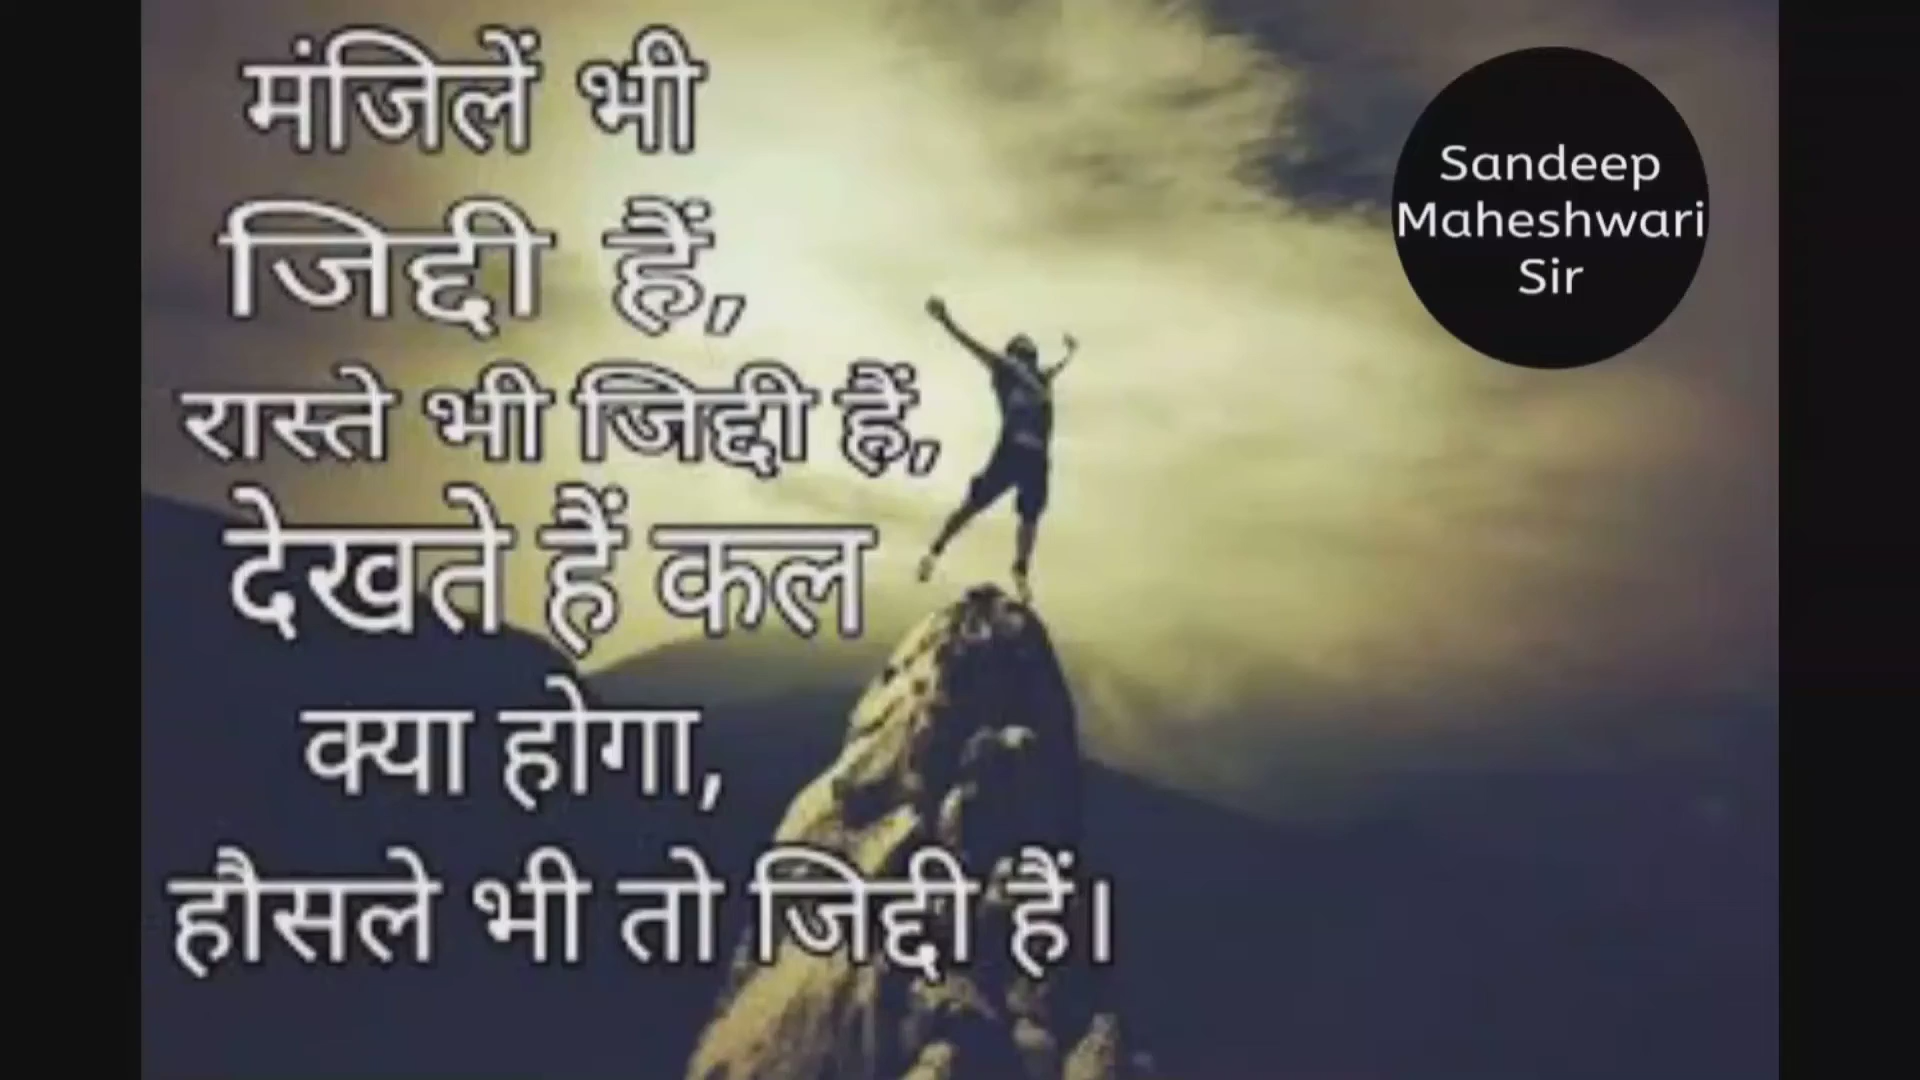 मंजिलें भी
जिद्दी हैं,
रास्ते भी जिद्दी हैं,
देखते हैं कल
क्या होगा,
हौसले भी तो जिद्दी हैं।
Sandeep
Maheshwari
Sir